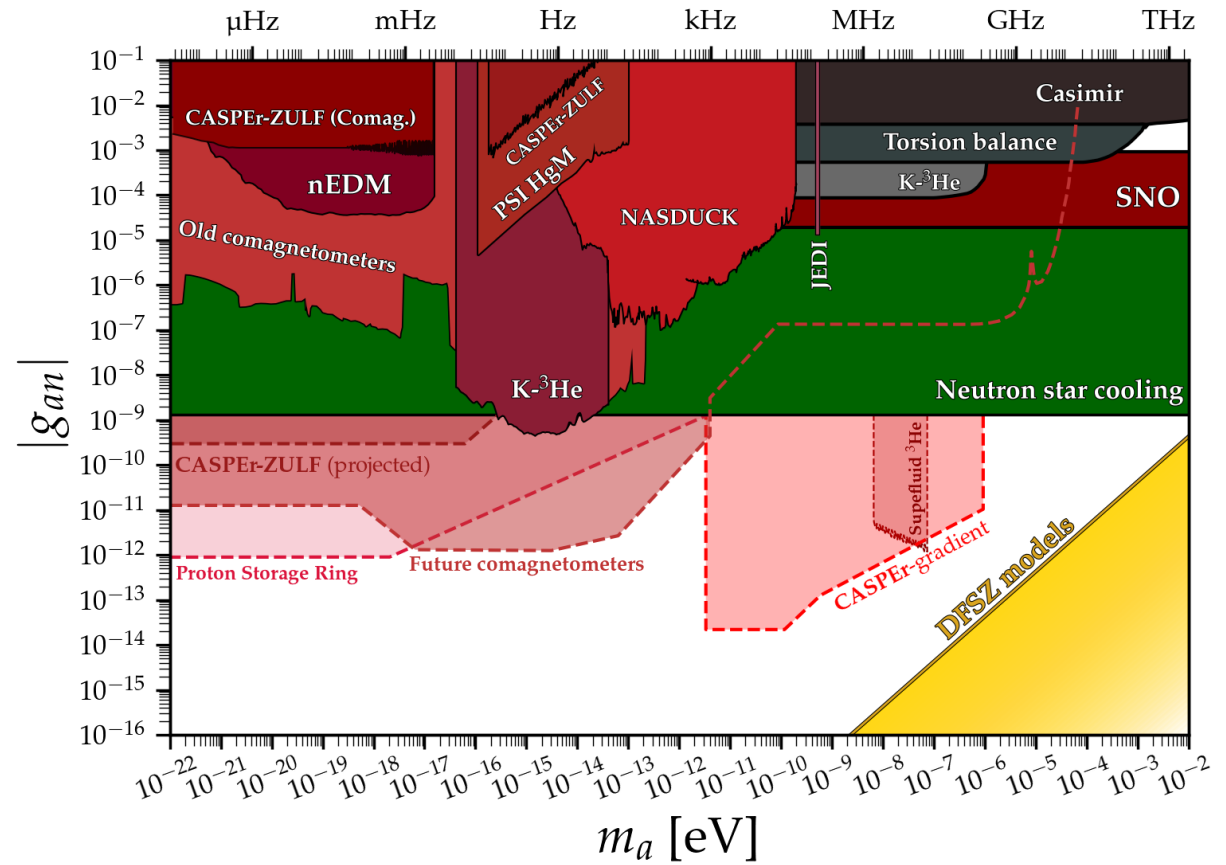 μHz mHz Hz kHz MHz GHz THz
10⁻¹
10⁻²
10⁻³
10⁻⁴
10⁻⁵
10⁻⁶
10⁻⁷
10⁻⁸
10⁻⁹
10⁻¹⁰
10⁻¹¹
10⁻¹²
10⁻¹³
10⁻¹⁴
10⁻¹⁵
10⁻¹⁶
|gₐₙ|
CASPEr-ZULF (Comag.)
nEDM
Old comagnetometers
CASPEr-ZULF
PSI HgM
NASDUCK
K-³He
JEDI
Casimir
Torsion balance
K-³He
SNO
Neutron star cooling
CASPEr-ZULF (projected)
Proton Storage Ring
Future comagnetometers
Supefluid ³He
CASPEr-gradient
DFSZ models
10⁻²² 10⁻²¹ 10⁻²⁰ 10⁻¹⁹ 10⁻¹⁸ 10⁻¹⁷ 10⁻¹⁶ 10⁻¹⁵ 10⁻¹⁴ 10⁻¹³ 10⁻¹² 10⁻¹¹ 10⁻¹⁰ 10⁻⁹ 10⁻⁸ 10⁻⁷ 10⁻⁶ 10⁻⁵ 10⁻⁴ 10⁻³ 10⁻²
mₐ [eV]